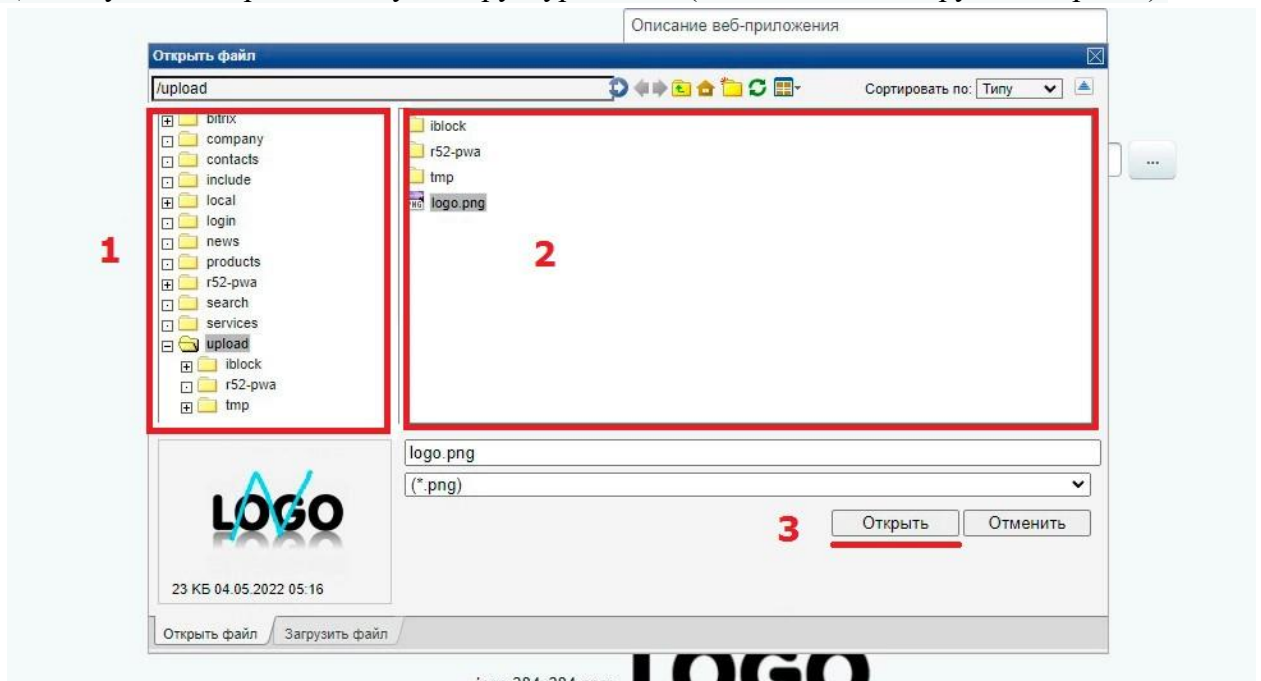 Описание веб-приложения
Открыть файл
/upload
Сортировать по: Типу
bitrix
company
contacts
include
local
login
news
products
r52-pwa
search
services
upload
iblock
r52-pwa
tmp
iblock
r52-pwa
tmp
PNG logo.png
...
1
2
logo.png
(*.png)
3
Открыть Отменить
LOGO
23 КБ 04.05.2022 05:16
Открыть файл Загрузить файл
LOGO